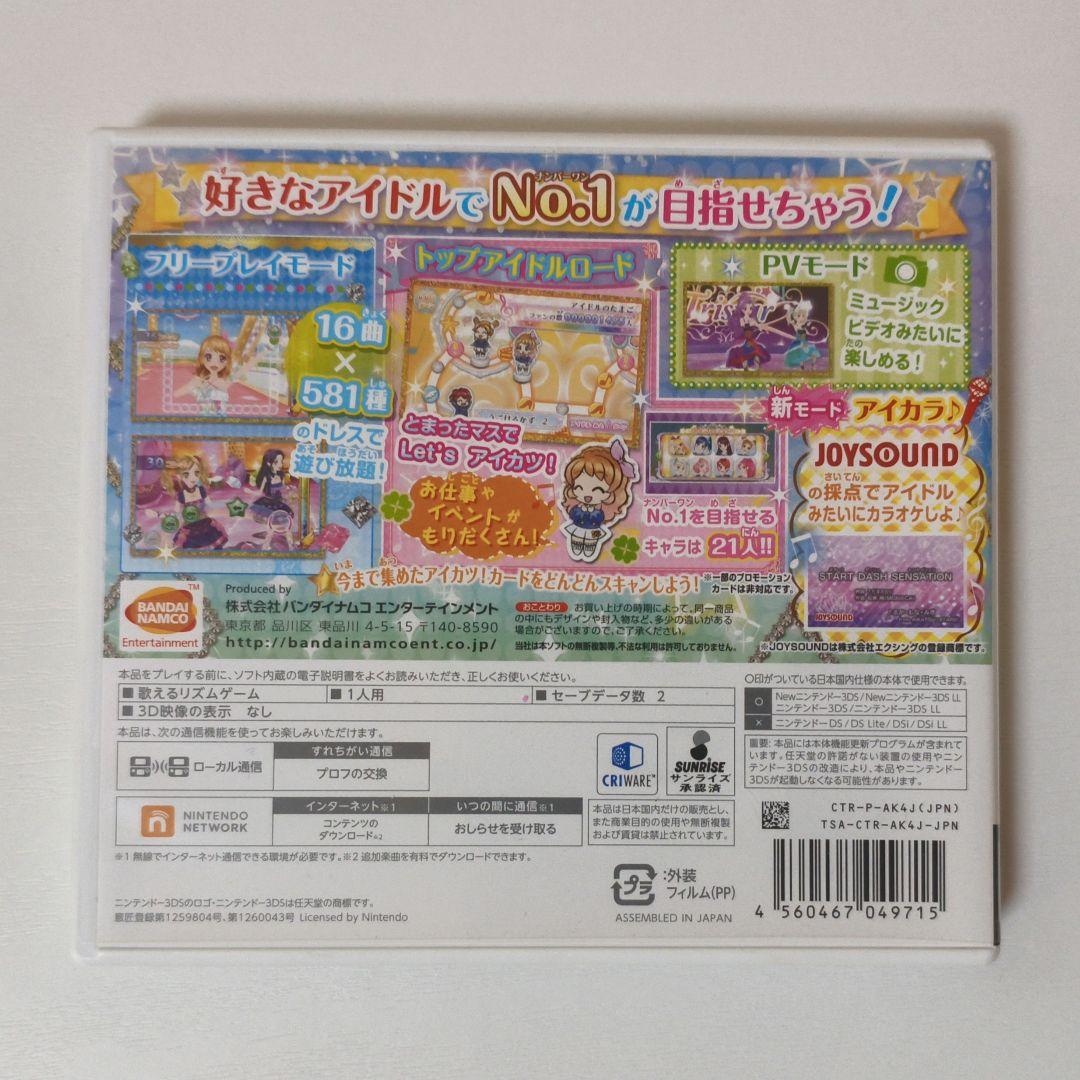 好きなアイドルでNo.1が目指せちゃう!
フリープレイモード
16曲
×
581種
のドレスで
遊び放題!
トップアイドルロード
アイドルのたまご
とまったマスで
Let's アイカツ!
お仕事や
イベントが
もりだくさん!
No.1を目指せる
キャラは 21人!!
PVモード
ミュージック
ビデオみたいに
楽しめる!
新モード アイカラ♪
JOYSOUND
の採点でアイドル
みたいにカラオケしよ♪
START DASH SENSATION
JOYSOUND
今まで集めたアイカツ!カードをどんどんスキャンしよう!
※一部のプロモーション
カードは非対応です。
BANDAI
NAMCO
Entertainment
Produced by
株式会社 バンダイナムコ エンターテインメント
東京都 品川区 東品川 4-5-15 〒140-8590
http://bandainamcoent.co.jp/
おことわり お買い上げの時期によって、同一商品
の中にもデザインや封入物など、多少の違いがある
場合がございますので、ご了承ください。
当社は本ソフトの無断複製等、不法な利用は許可しておりません。
※JOYSOUNDは株式会社エクシングの登録商標です。
本品をプレイする前に、ソフト内蔵の電子説明書をよくお読みいただき、正しくお使いください。
■ 歌えるリズムゲーム
■ 1人用
■ セーブデータ数 2
■ 3D映像の表示 なし
本品は、次の通信機能を使ってお楽しみいただけます。
ローカル通信
すれちがい通信
プロフの交換
NINTENDO
NETWORK
インターネット※1
コンテンツの
ダウンロード※2
いつの間に通信※1
おしらせを受け取る
※1 無線でインターネット通信できる環境が必要です。※2 追加楽曲を有料でダウンロードできます。
CRIWARE™
SUNRISE
サンライズ
承認済
本品は日本国内だけの販売とし、
また商業目的の使用や無断複製
および賃貸は禁止されています。
○印がついている日本国内仕様の本体で使用できます。
○ Newニンテンドー3DS/Newニンテンドー3DS LL
ニンテンドー3DS/ニンテンドー3DS LL
× ニンテンドーDS/DS Lite/DSi/DSi LL
重要:本品には本体機能更新プログラムが含まれて
います。任天堂の許諾がない装置の使用やニン
テンドー3DSの改造により、本品やニンテンドー
3DSが起動しなくなる可能性があります。
CTR-P-AK4J(JPN)
TSA-CTR-AK4J-JPN
プラ
:外装
フィルム(PP)
ASSEMBLED IN JAPAN
4 560467 049715
ニンテンドー3DSのロゴ・ニンテンドー3DSは任天堂の商標です。
意匠登録第1259804号、第1260043号 Licensed by Nintendo